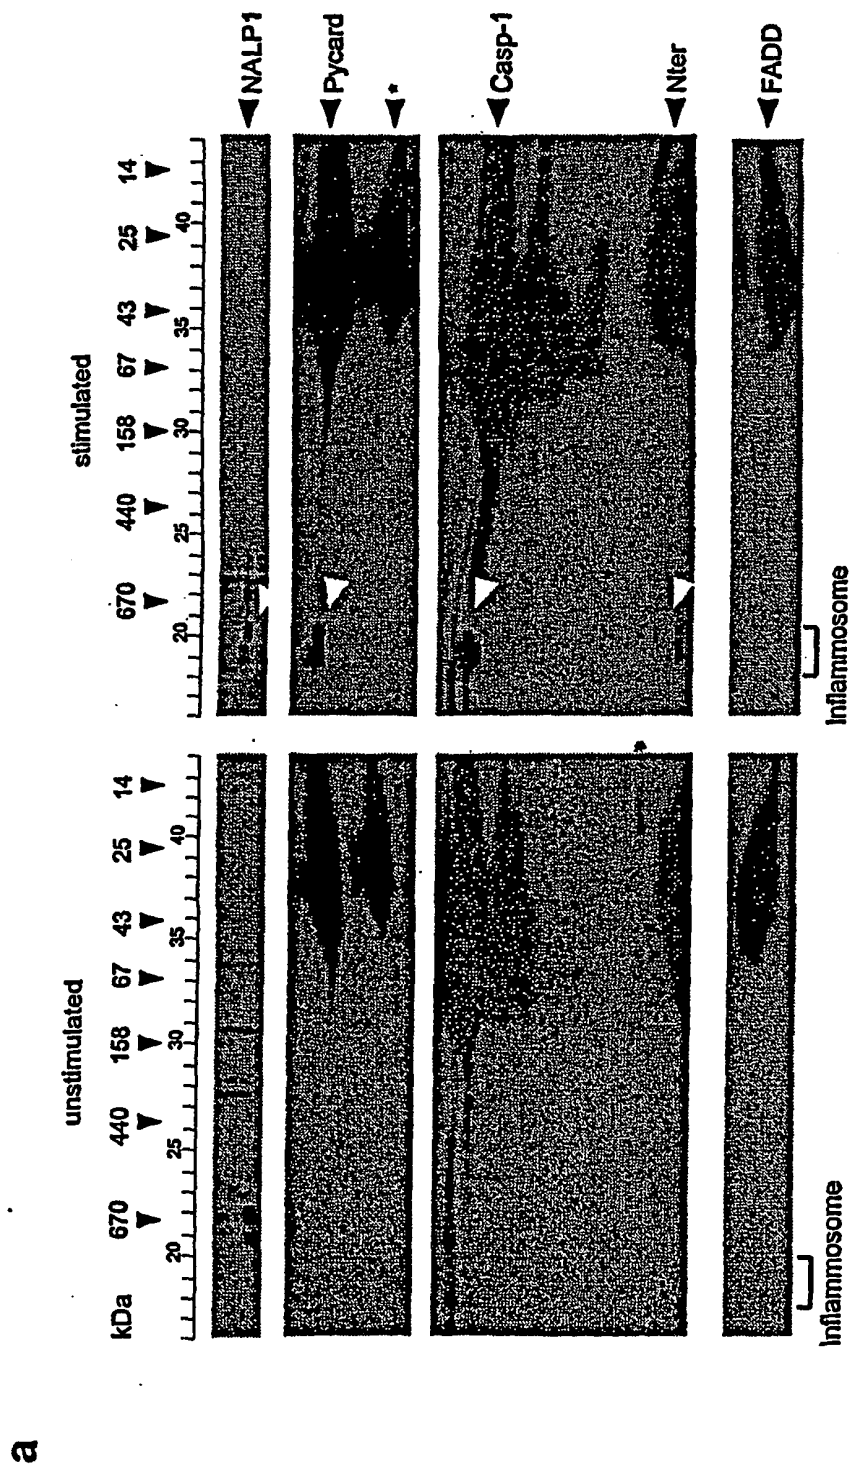 a
unstimulated
stimulated
kDa 670 440 158 67 43 25 14
670 440 158 67 43 25 14
20 25 30 35 40
20 25 30 35 40
NALP1
Pycard
*
Casp-1
Nter
FADD
Inflammosome
Inflammosome